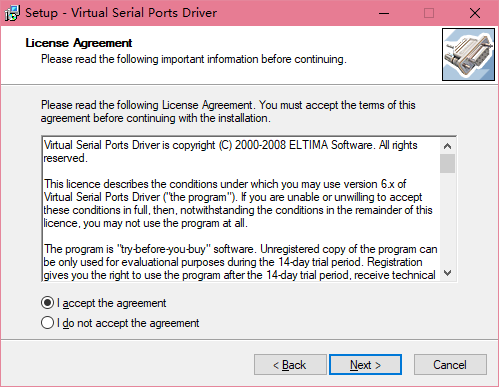 Setup - Virtual Serial Ports Driver
License Agreement
Please read the following important information before continuing.
Please read the following License Agreement. You must accept the terms of this
agreement before continuing with the installation.
Virtual Serial Ports Driver is copyright (C) 2000-2008 ELTIMA Software. All rights
reserved.
This licence describes the conditions under which you may use version 6.x of
Virtual Serial Ports Driver ("the program"). If you are unable or unwilling to accept
these conditions in full, then, notwithstanding the conditions in the remainder of this
licence, you may not use the program at all.
The program is "try-before-you-buy" software. Unregistered copy of the program can
be only used for evaluational purposes during the 14-day trial period. Registration
gives you the right to use the program after the 14-day trial period, receive technical
I accept the agreement
I do not accept the agreement
< Back
Next >
Cancel